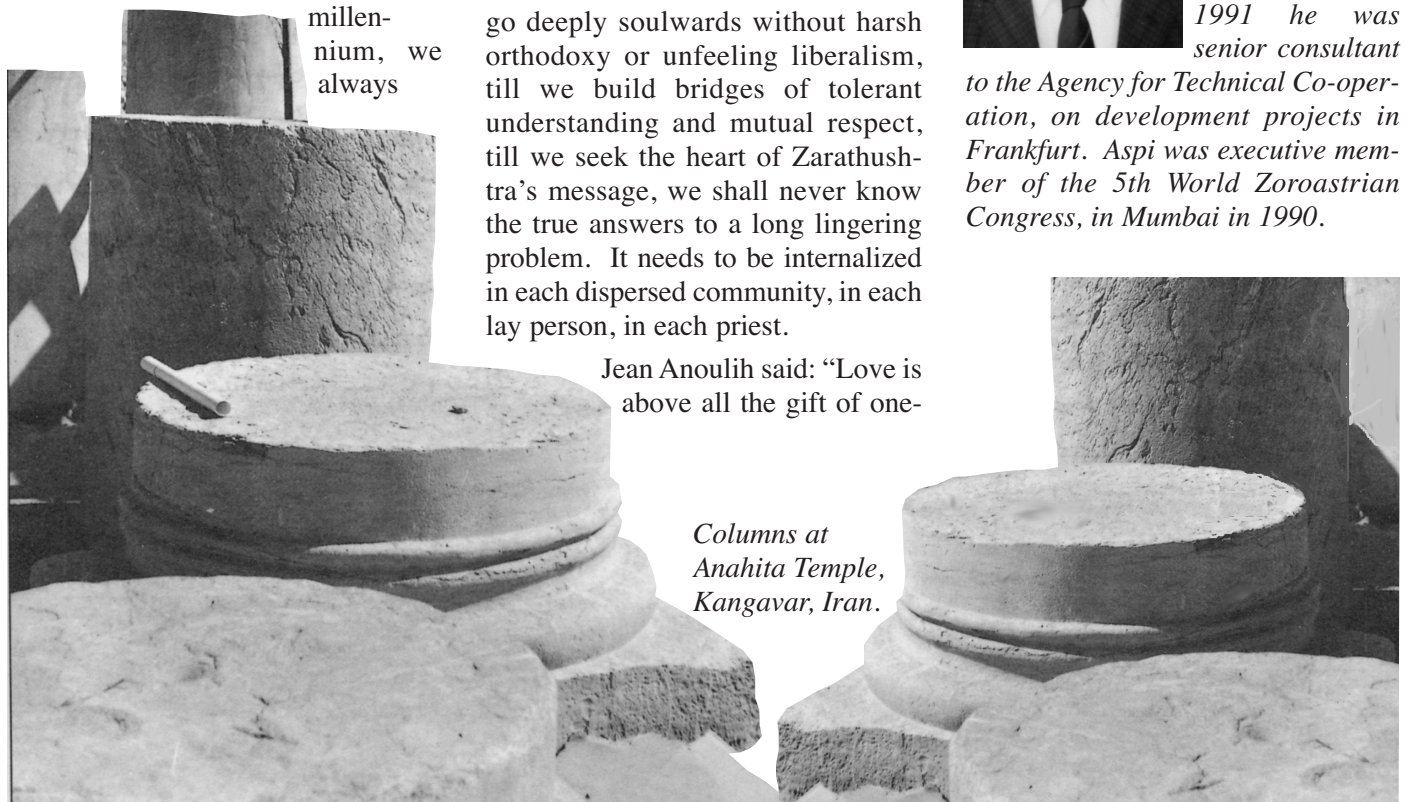 millen-
nium, we
always
go deeply soulwards without harsh
orthodoxy or unfeeling liberalism,
till we build bridges of tolerant
understanding and mutual respect,
till we seek the heart of Zarathush-
tra’s message, we shall never know
the true answers to a long lingering
problem. It needs to be internalized
in each dispersed community, in each
lay person, in each priest.
Jean Anoulih said: “Love is
above all the gift of one-
1991 he was
senior consultant
to the Agency for Technical Co-oper-
ation, on development projects in
Frankfurt. Aspi was executive mem-
ber of the 5th World Zoroastrian
Congress, in Mumbai in 1990.
Columns at
Anahita Temple,
Kangavar, Iran.